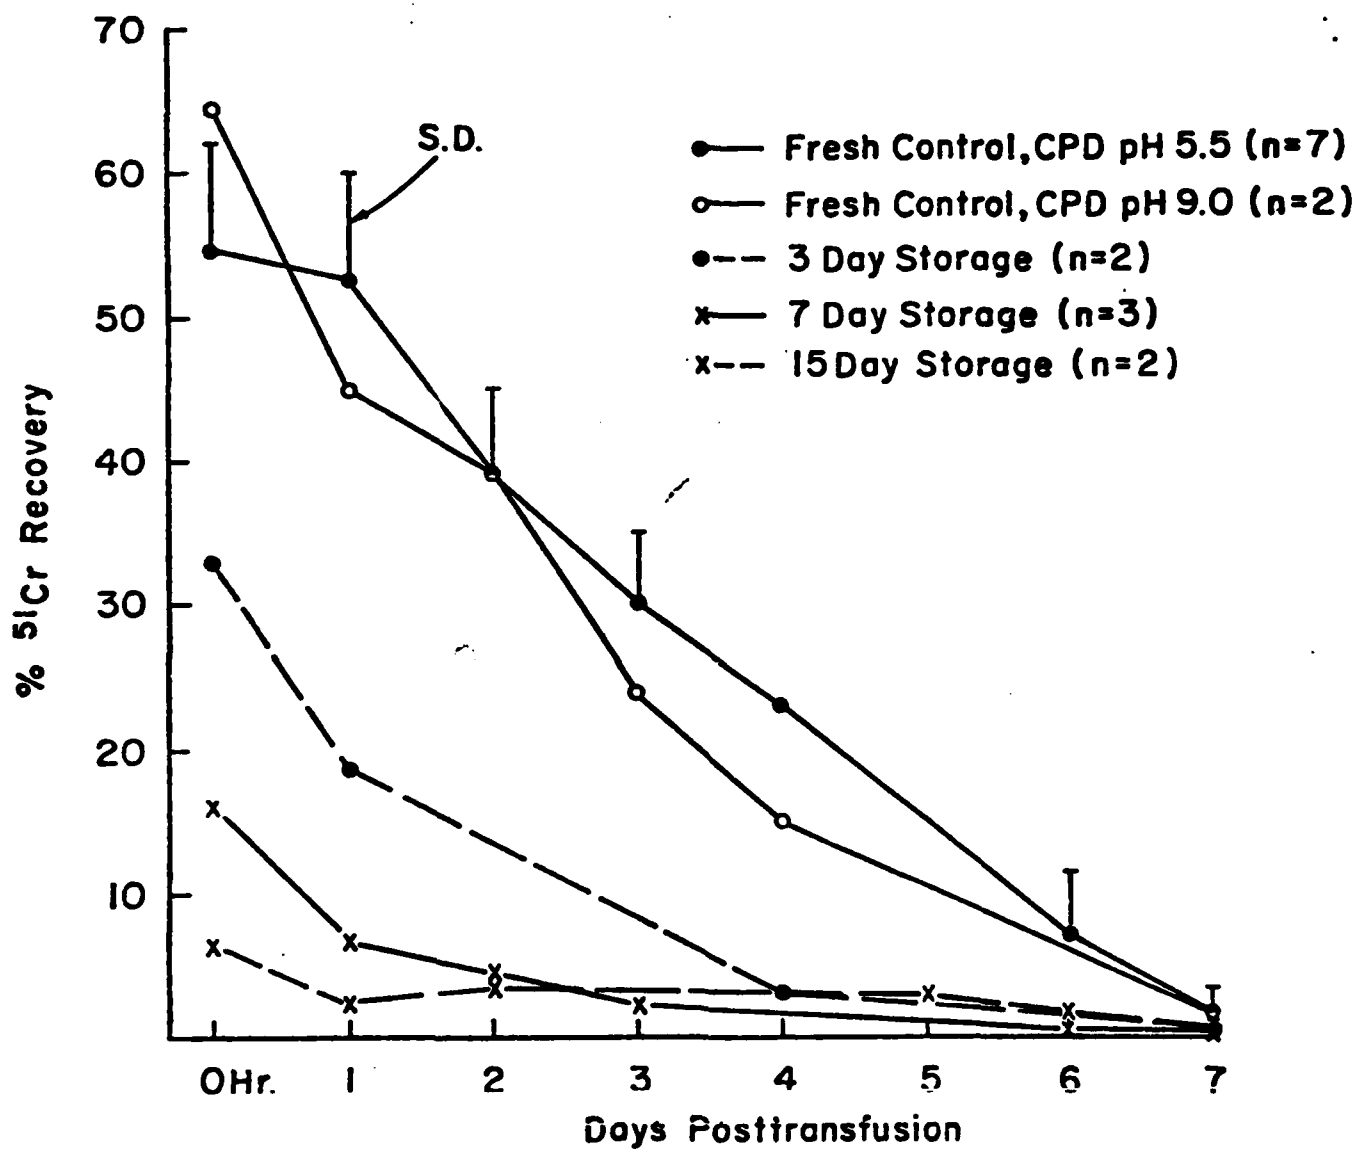 70
60
50
40
30
20
10
% 51Cr Recovery
S.D.
Fresh Control, CPD pH 5.5 (n=7)
Fresh Control, CPD pH 9.0 (n=2)
3 Day Storage (n=2)
7 Day Storage (n=3)
15 Day Storage (n=2)
0Hr. 1 2 3 4 5 6 7
Days Posttransfusion